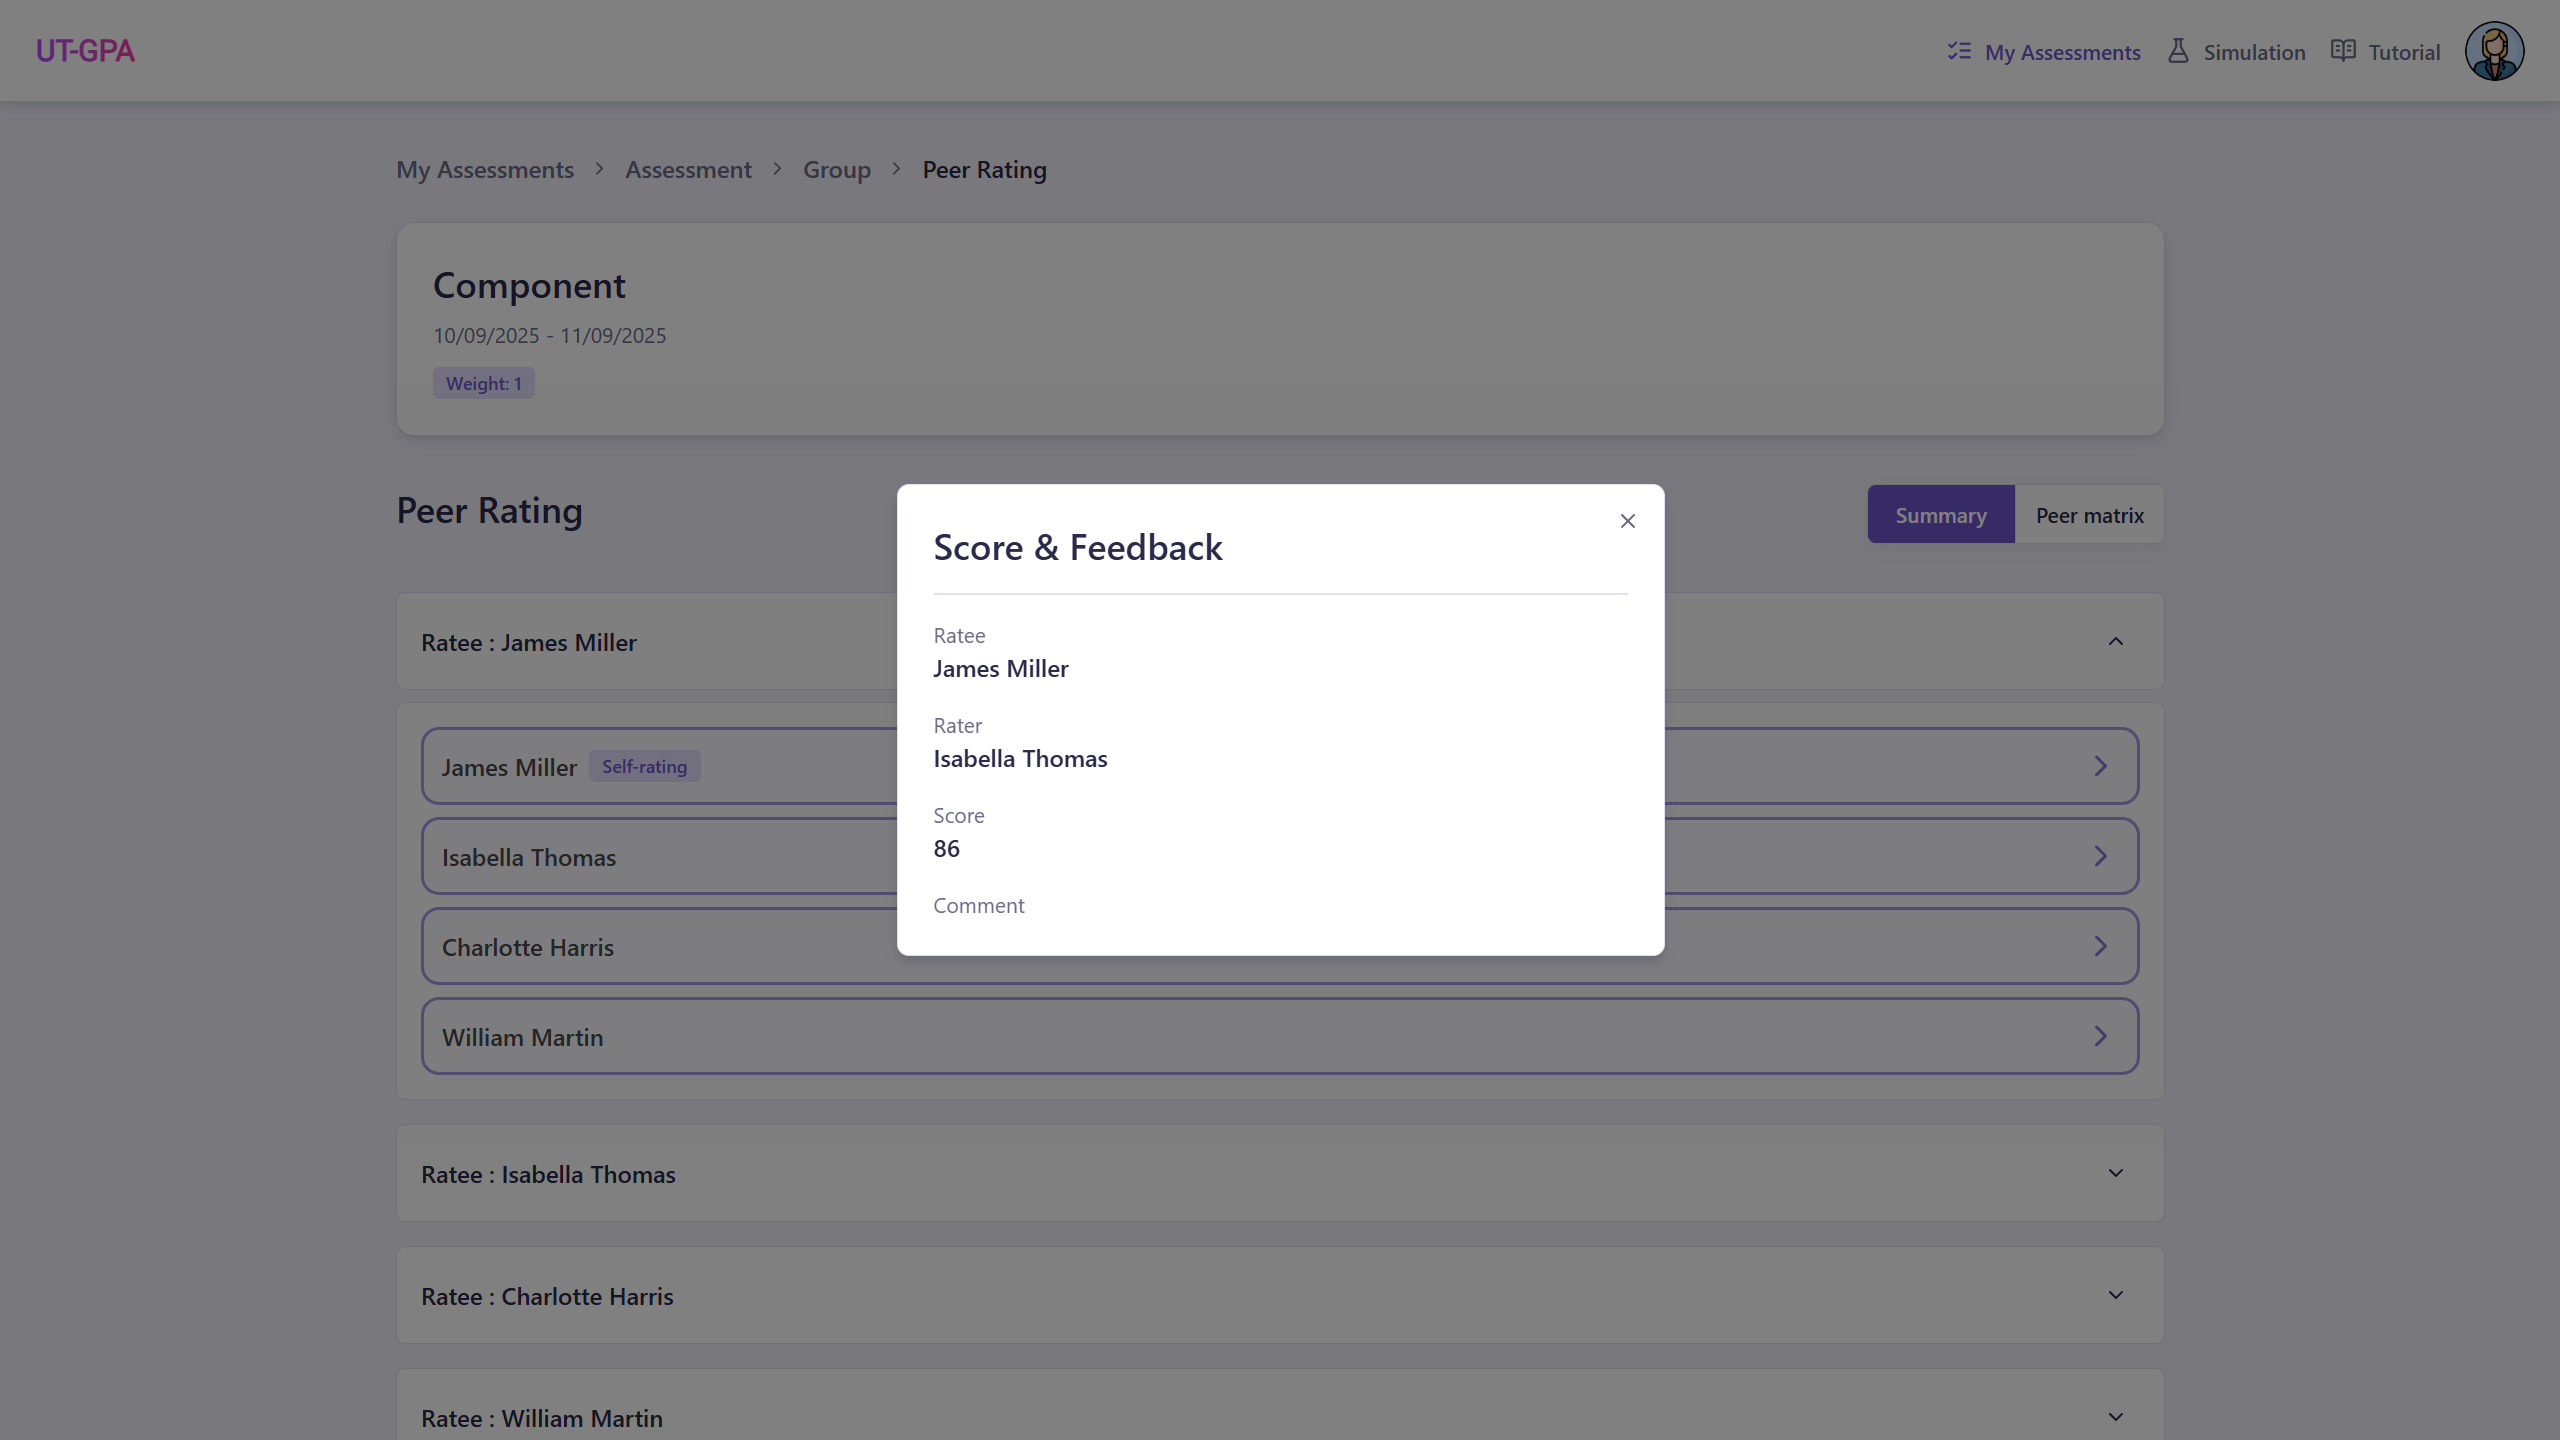 UT-GPA
My Assessments
Simulation
Tutorial
My Assessments > Assessment > Group > Peer Rating
Component
10/09/2025 - 11/09/2025
Weight: 1
Peer Rating
Summary
Peer matrix
Score & Feedback
Ratee
James Miller
Rater
Isabella Thomas
Score
86
Comment
Ratee : James Miller
James Miller Self-rating
Isabella Thomas
Charlotte Harris
William Martin
Ratee : Isabella Thomas
Ratee : Charlotte Harris
Ratee : William Martin